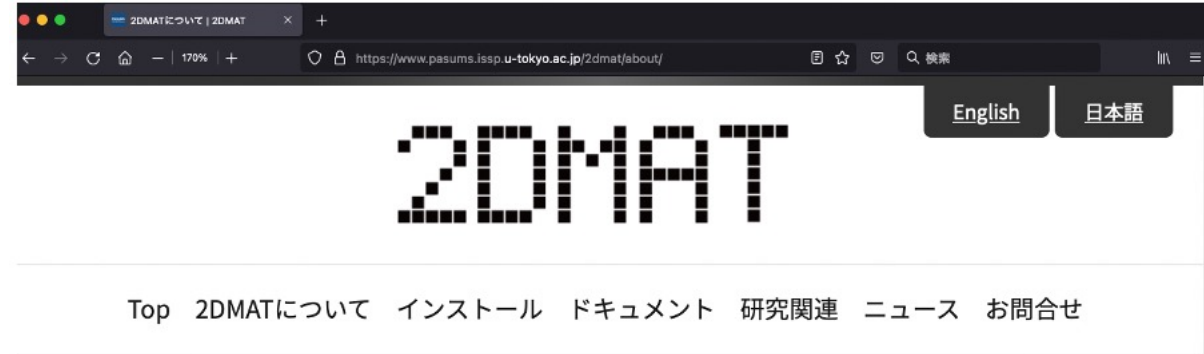 2DMATについて | 2DMAT
170%
https://www.pasums.issp.u-tokyo.ac.jp/2dmat/about/
検索
English
日本語
2DMAT
Top 2DMATについて インストール ドキュメント 研究関連 ニュース お問合せ